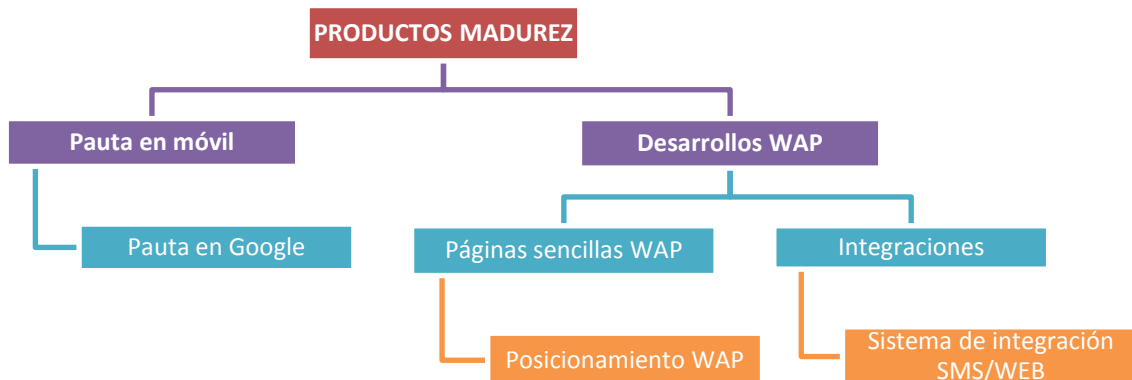 PRODUCTOS MADUREZ
Pauta en móvil
Desarrollos WAP
Pauta en Google
Páginas sencillas WAP
Integraciones
Posicionamiento WAP
Sistema de integración
SMS/WEB